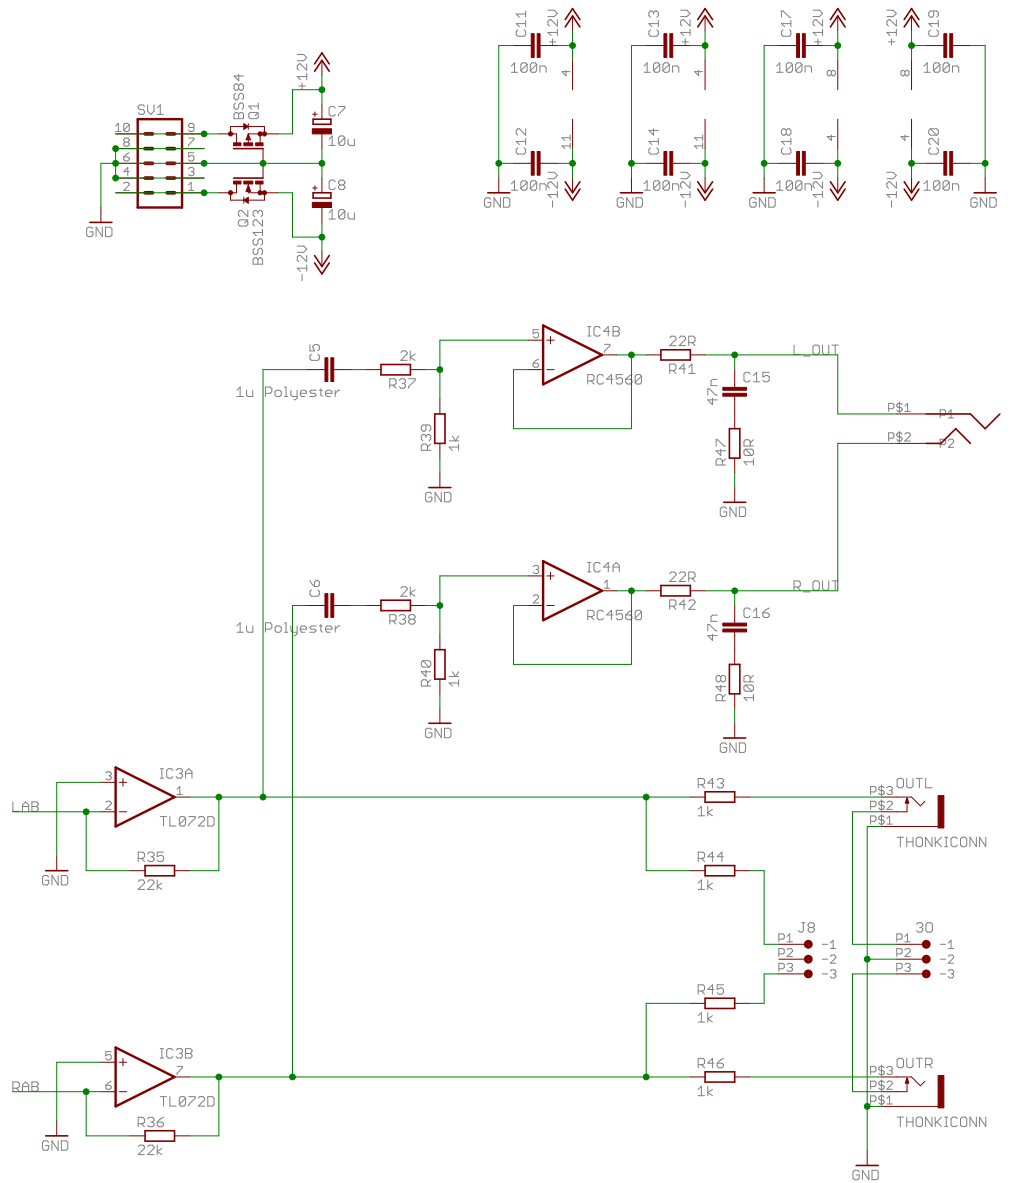 C11
+12V
100n
4
C12
11
100n
-12V
GND
C13
+12V
100n
4
C14
11
100n
-12V
GND
C17
+12V
100n
8
C18
4
100n
-12V
GND
+12V
C19
100n
8
4
C20
100n
-12V
GND
SV1
10
9
8
7
6
5
4
3
2
1
GND
BSS84
Q1
Q2
BSS123
+12V
C7
10u
C8
10u
-12V
C5
1u Polyester
2k
R37
R39
1k
GND
5
6
7
IC4B
RC4560
22R
R41
L_OUT
C15
47n
R47
10R
GND
P$1
P1
P$2
P2
C6
1u Polyester
2k
R38
R40
1k
GND
3
2
1
IC4A
RC4560
22R
R42
R_OUT
C16
47n
R48
10R
GND
LAB
3
2
1
IC3A
TL072D
R35
22k
GND
R43
1k
R44
1k
OUTL
P$3
P$2
P$1
THONKICONN
J8
P1 -1
P2 -2
P3 -3
30
P1 -1
P2 -2
P3 -3
R45
1k
R46
1k
RAB
5
6
7
IC3B
TL072D
R36
22k
GND
OUTR
P$3
P$2
P$1
THONKICONN
GND